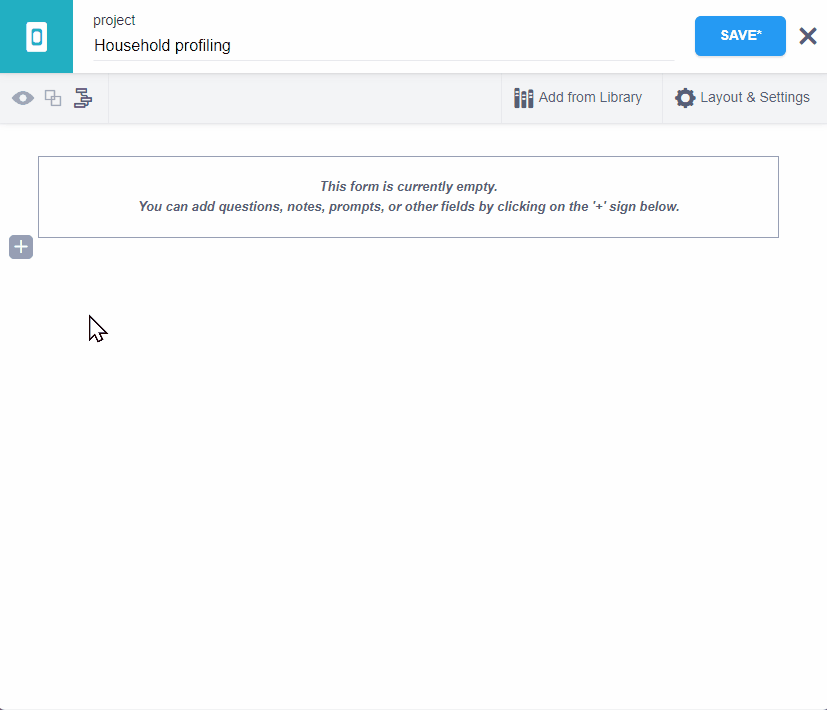 project
Household profiling
SAVE*
Add from Library
Layout & Settings
This form is currently empty.
You can add questions, notes, prompts, or other fields by clicking on the '+' sign below.